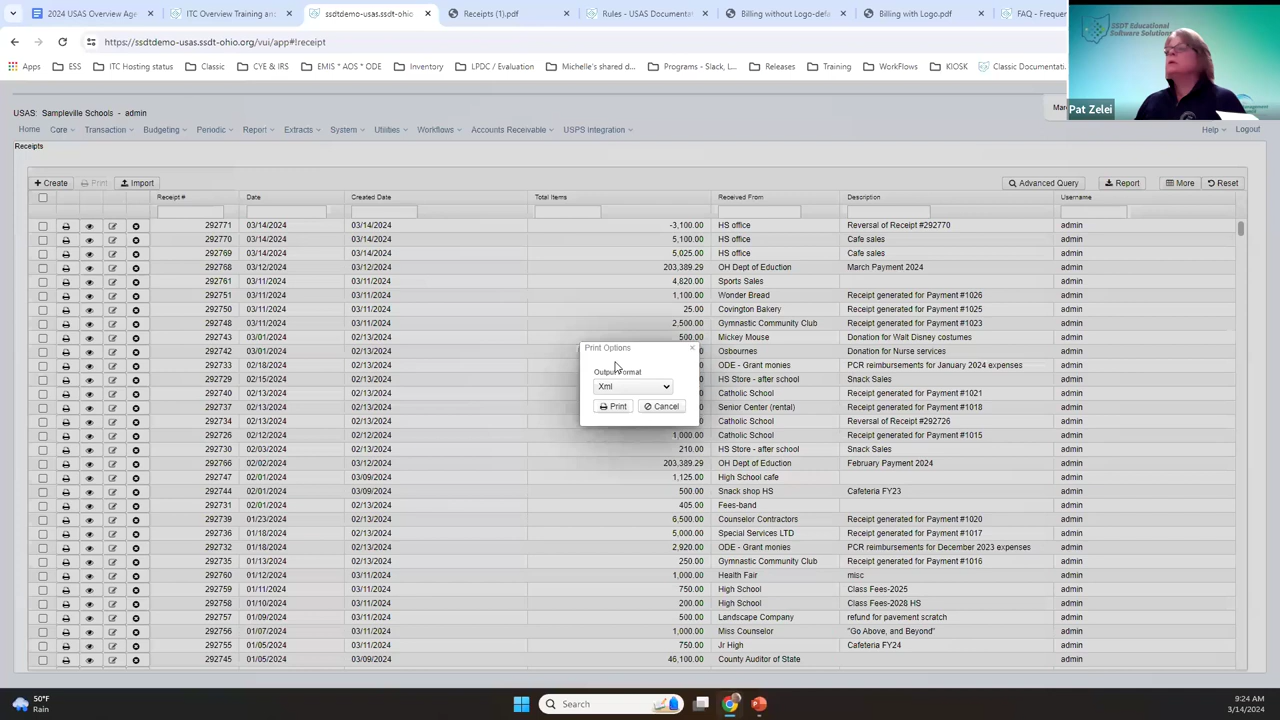 2024 USAS Overview Age
ITC Overview Training an
ssdtdemo-usas.ssdt-ohio
receipts (1).pdf
Rules - USAS Documenta
Billing without Logo-defa
Billing with Logo.pdf
FAQ - Frequen
https://ssdtdemo-usas.ssdt-ohio.org/vui/app#!receipt
Apps
ESS
ITC Hosting status
Classic
CYE & IRS
EMIS * AOS * ODE
Inventory
LPDC / Evaluation
Michelle's shared d...
Programs - Slack, L...
Releases
Training
WorkFlows
KIOSK
Classic Documentati...
SSDT Educational
Software Solutions
Pat Zelei
USAS: Sampleville Schools - admin
Home Core Transaction Budgeting Periodic Report Extracts System Utilities Workflows Accounts Receivable USPS Integration Help Logout
Receipts
Create Print Import Advanced Query Report More Reset
Receipt # Date Created Date Total Items Received From Description Username
292771 03/14/2024 03/14/2024 -3,100.00 HS office Reversal of Receipt #292770 admin
292770 03/14/2024 03/14/2024 5,100.00 HS office Cafe sales admin
292769 03/14/2024 03/14/2024 5,025.00 HS office Cafe sales admin
292768 03/12/2024 03/12/2024 203,389.29 OH Dept of Eduction March Payment 2024 admin
292761 03/11/2024 03/11/2024 4,820.00 Sports Sales admin
292751 03/11/2024 03/11/2024 1,100.00 Wonder Bread Receipt generated for Payment #1026 admin
292750 03/11/2024 03/11/2024 25.00 Covington Bakery Receipt generated for Payment #1025 admin
292748 03/11/2024 03/11/2024 2,500.00 Gymnastic Community Club Receipt generated for Payment #1023 admin
292743 03/01/2024 03/01/2024 500.00 Mickey Mouse Donation for Walt Disney costumes admin
292742 03/01/2024 03/01/2024 Osbournes Donation for Nurse services admin
292733 02/18/2024 02/13/2024 ODE - Grant monies PCR reimbursements for January 2024 expenses admin
292729 02/15/2024 02/13/2024 HS Store - after school Snack Sales admin
292740 02/13/2024 02/13/2024 Catholic School Receipt generated for Payment #1021 admin
292737 02/13/2024 02/13/2024 Senior Center (rental) Receipt generated for Payment #1018 admin
292734 02/13/2024 02/13/2024 Catholic School Reversal of Receipt #292726 admin
292726 02/12/2024 02/13/2024 1,000.00 Catholic School Receipt generated for Payment #1015 admin
292730 02/03/2024 02/13/2024 210.00 HS Store - after school Snack Sales admin
292766 02/02/2024 03/12/2024 203,389.29 OH Dept of Eduction February Payment 2024 admin
292747 02/01/2024 03/09/2024 1,125.00 High School cafe admin
292744 02/01/2024 03/09/2024 500.00 Snack shop HS Cafeteria FY23 admin
292731 02/01/2024 02/13/2024 405.00 Fees-band admin
292739 01/23/2024 02/13/2024 6,500.00 Counselor Contractors Receipt generated for Payment #1020 admin
292736 01/18/2024 02/13/2024 5,000.00 Special Services LTD Receipt generated for Payment #1017 admin
292732 01/18/2024 02/13/2024 2,920.00 ODE - Grant monies PCR reimbursements for December 2023 expenses admin
292735 01/13/2024 02/13/2024 250.00 Gymnastic Community Club Receipt generated for Payment #1016 admin
292760 01/12/2024 03/11/2024 1,000.00 Health Fair misc admin
292759 01/11/2024 03/11/2024 750.00 High School Class Fees-2025 admin
292758 01/10/2024 03/11/2024 200.00 High School Class Fees-2028 HS admin
292757 01/09/2024 03/11/2024 500.00 Landscape Company refund for pavement scratch admin
292756 01/07/2024 03/11/2024 1,000.00 Miss Counselor "Go Above, and Beyond" admin
292755 01/05/2024 03/11/2024 750.00 Jr High Cafeteria FY24 admin
292745 01/05/2024 03/09/2024 46,100.00 County Auditor of State admin
Print Options
Output Format
Xml
Print Cancel
50°F
Rain
Search
9:24 AM
3/14/2024